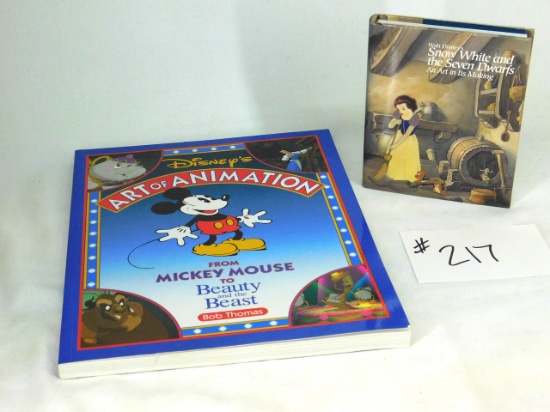 Disney's
ART OF ANIMATION
FROM
MICKEY MOUSE
TO
Beauty
and the
Beast
Bob Thomas
Walt Disney's
Snow White and
the Seven Dwarfs
An Art in Its Making
# 217